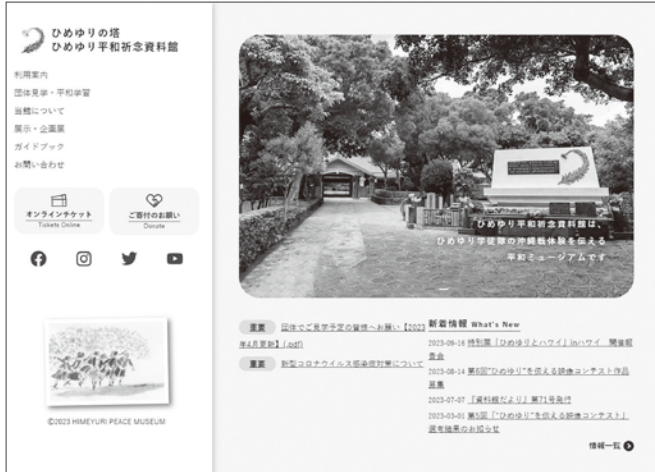 ひめゆりの塔
ひめゆり平和祈念資料館
利用案内
団体見学・平和学習
当館について
展示・企画展
ガイドブック
お問い合わせ
オンラインチケット
Tickets Online
ご寄付のお願い
Donate
©2023 HIMEYURI PEACE MUSEUM
ひめゆり平和祈念資料館は、
ひめゆり学徒隊の沖縄戦体験を伝える
平和ミュージアムです
重要 団体でご見学予定の皆様へお願い【2023
年4月更新】(.pdf)
重要 新型コロナウイルス感染症対策について
新着情報 What's New
2023-09-16 特別展「ひめゆりとハワイ」inハワイ 開催報
告会
2023-08-14 第6回"ひめゆり"を伝える映像コンテスト作品
募集
2023-07-07 『資料館だより』第71号発行
2023-03-01 第5回「"ひめゆり"を伝える映像コンテスト」
選考結果のお知らせ
情報一覧